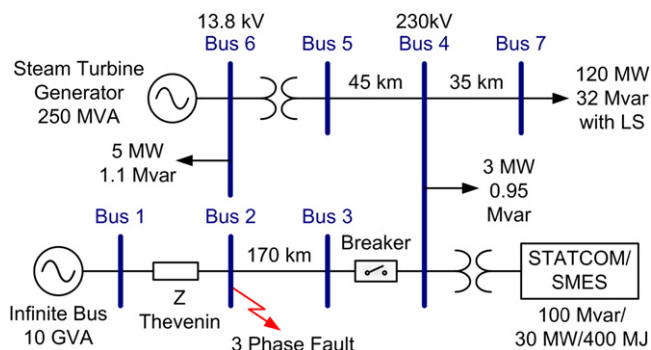 13.8 kV
230kV
Bus 6
Bus 5
Bus 4
Bus 7
Steam Turbine
Generator
250 MVA
45 km
35 km
120 MW
32 Mvar
with LS
5 MW
1.1 Mvar
3 MW
0.95
Mvar
Bus 1
Bus 2
Bus 3
170 km
Breaker
STATCOM/
SMES
Z
Thevenin
Infinite Bus
10 GVA
3 Phase Fault
100 Mvar/
30 MW/400 MJ